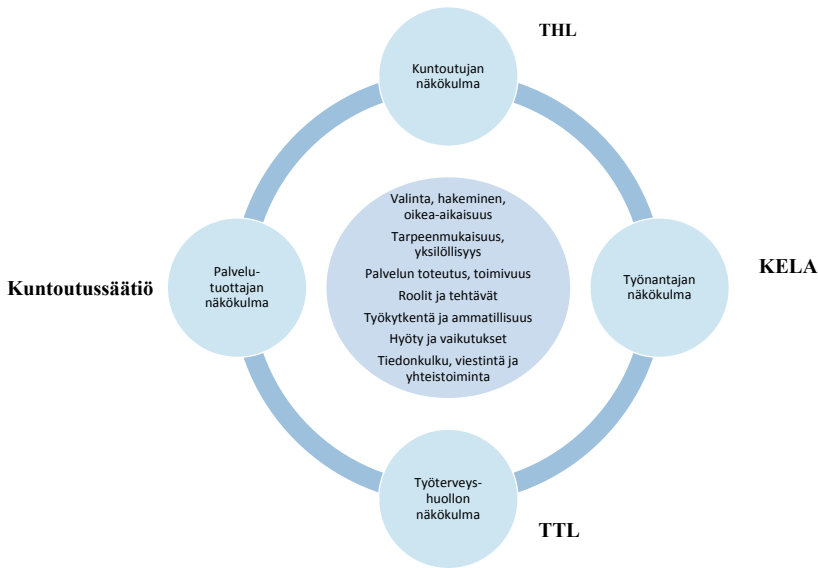 THL
Kuntoutujan
näkökulma
Valinta, hakeminen,
oikea-aikaisuus
Tarpeenmukaisuus,
yksilöllisyys
Palvelun toteutus, toimivuus
Roolit ja tehtävät
Työkytkentä ja ammatillisuus
Hyöty ja vaikutukset
Tiedonkulku, viestintä ja
yhteistoiminta
Kuntoutussäätiö
Palvelu-
tuottajan
näkökulma
KELA
Työnantajan
näkökulma
Työterveys-
huollon
näkökulma
TTL